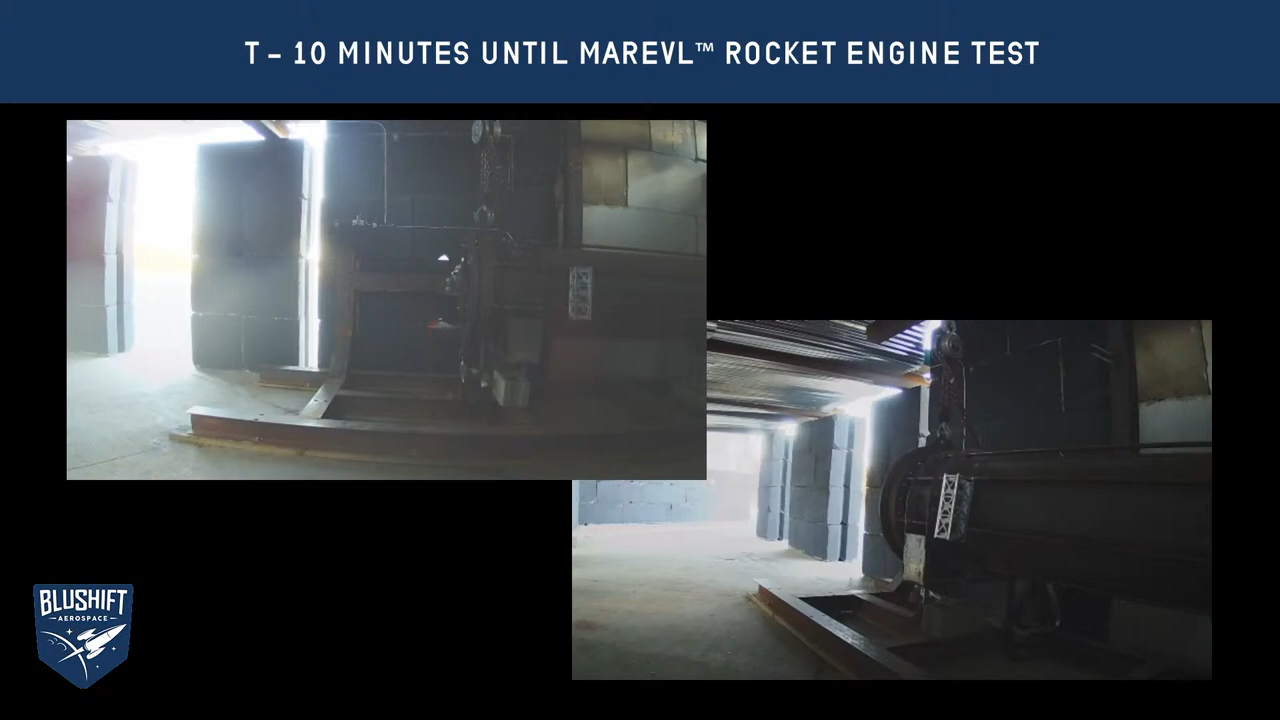 T – 10 MINUTES UNTIL MAREVL™ ROCKET ENGINE TEST
BLUSHIFT
AEROSPACE